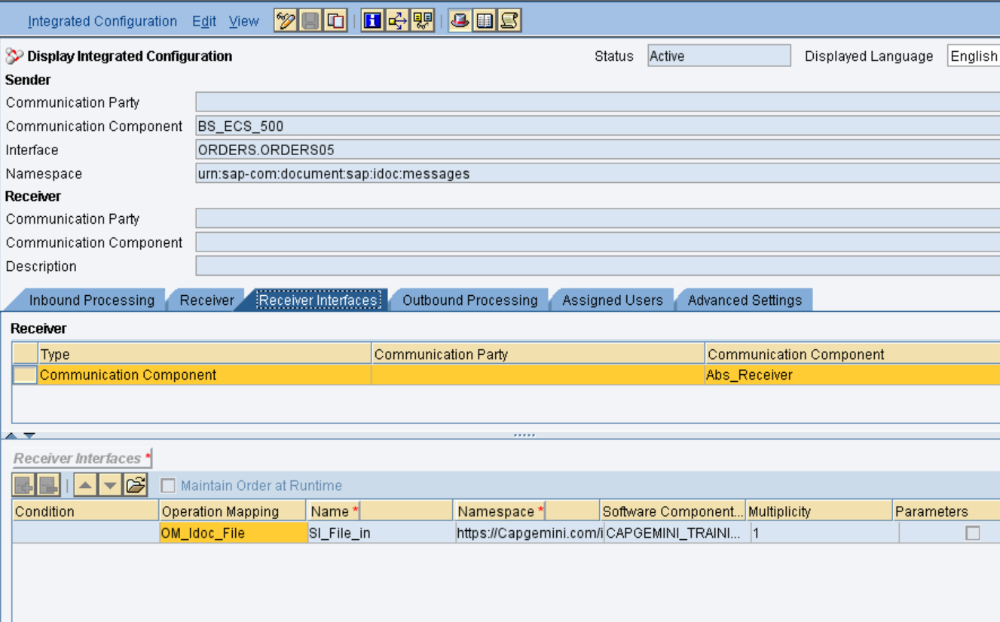 Integrated Configuration Edit View
Display Integrated Configuration Status Active Displayed Language English
Sender
Communication Party
Communication Component BS_ECS_500
Interface ORDERS.ORDERS05
Namespace urn:sap-com:document:sap:idoc:messages
Receiver
Communication Party
Communication Component
Description
Inbound Processing Receiver Receiver Interfaces Outbound Processing Assigned Users Advanced Settings
Receiver
Type Communication Party Communication Component
Communication Component Abs_Receiver
Receiver Interfaces *
Maintain Order at Runtime
Condition Operation Mapping Name * Namespace * Software Component... Multiplicity Parameters
OM_Idoc_File SI_File_in https://Capgemini.com/i CAPGEMINI_TRAINI... 1